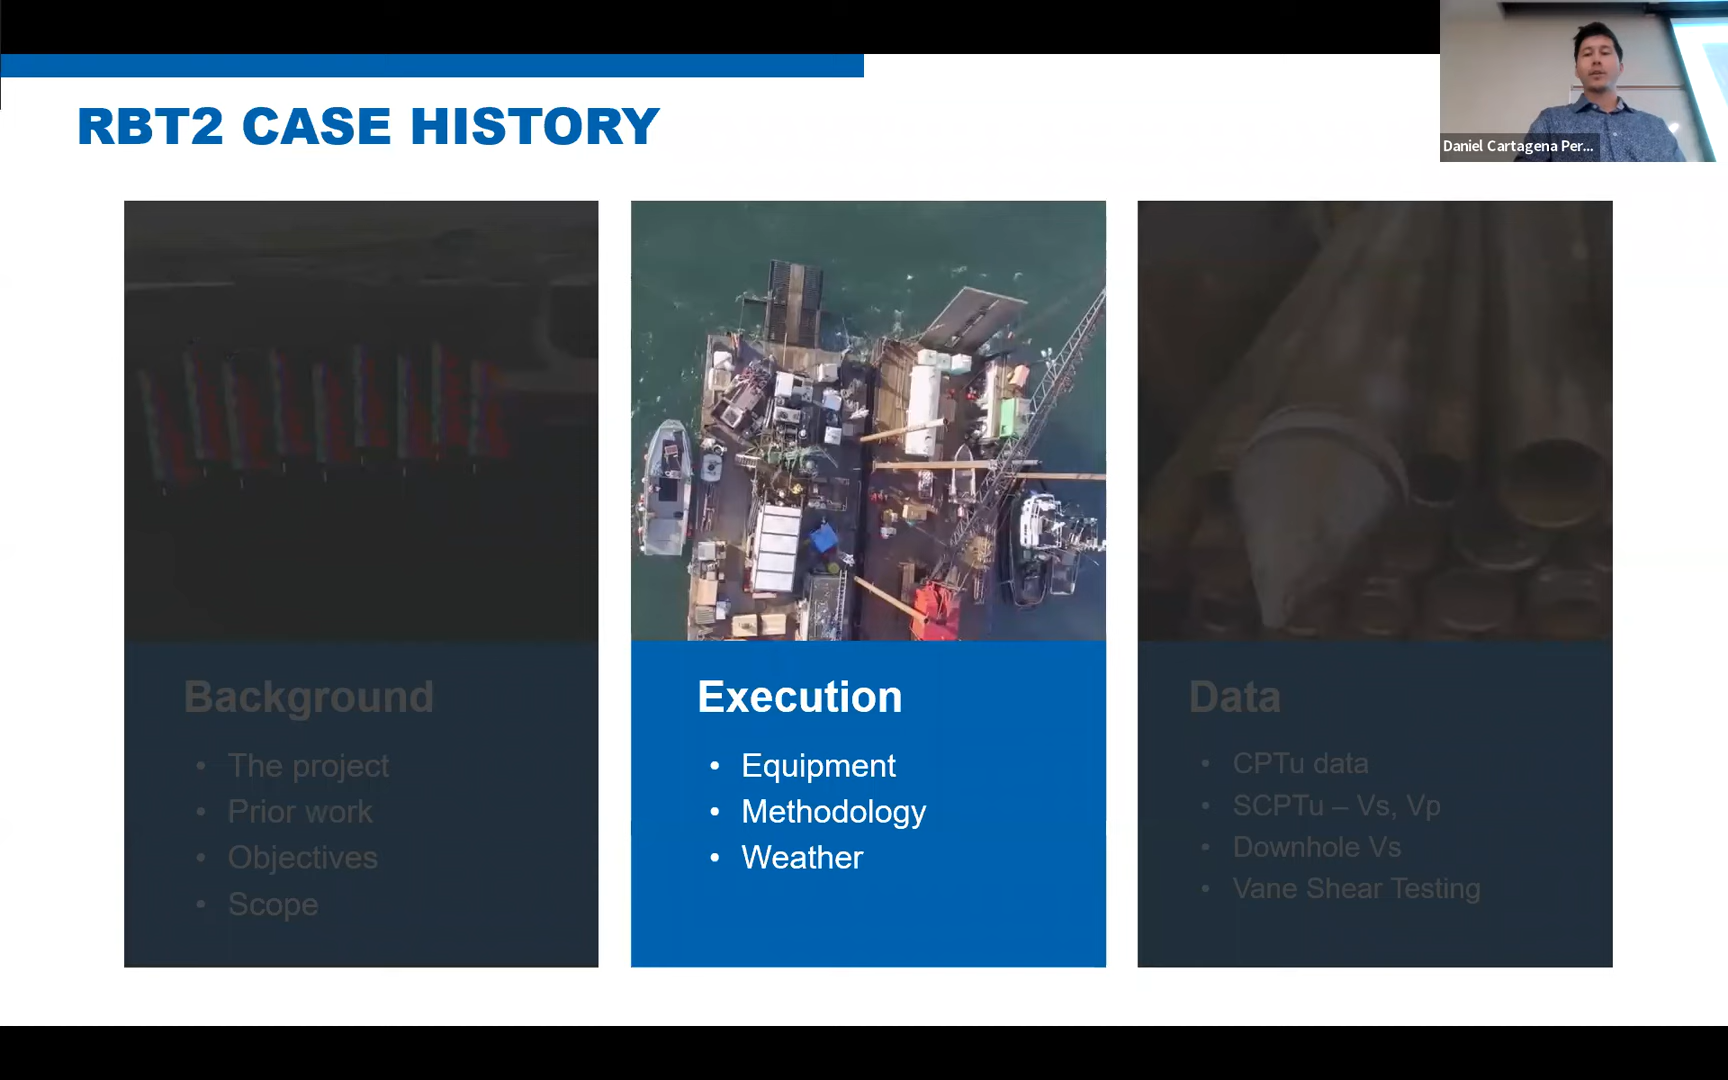 RBT2 CASE HISTORY
Daniel Cartagena Per...
Background
• The project
• Prior work
• Objectives
• Scope
Execution
• Equipment
• Methodology
• Weather
Data
• CPTu data
• SCPTu – Vs, Vp
• Downhole Vs
• Vane Shear Testing